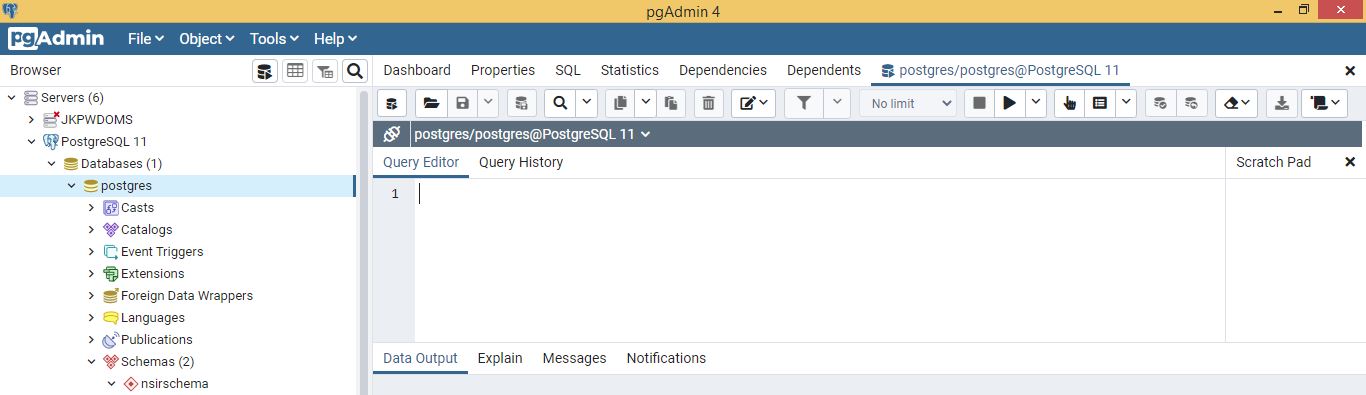 pgAdmin 4
pgAdmin File Object Tools Help
Browser
Dashboard Properties SQL Statistics Dependencies Dependents postgres/postgres@PostgreSQL 11
Servers (6)
JKPWDOMS
PostgreSQL 11
Databases (1)
postgres
Casts
Catalogs
Event Triggers
Extensions
Foreign Data Wrappers
Languages
Publications
Schemas (2)
nsirschema
No limit
postgres/postgres@PostgreSQL 11
Query Editor Query History
Scratch Pad
1
Data Output Explain Messages Notifications